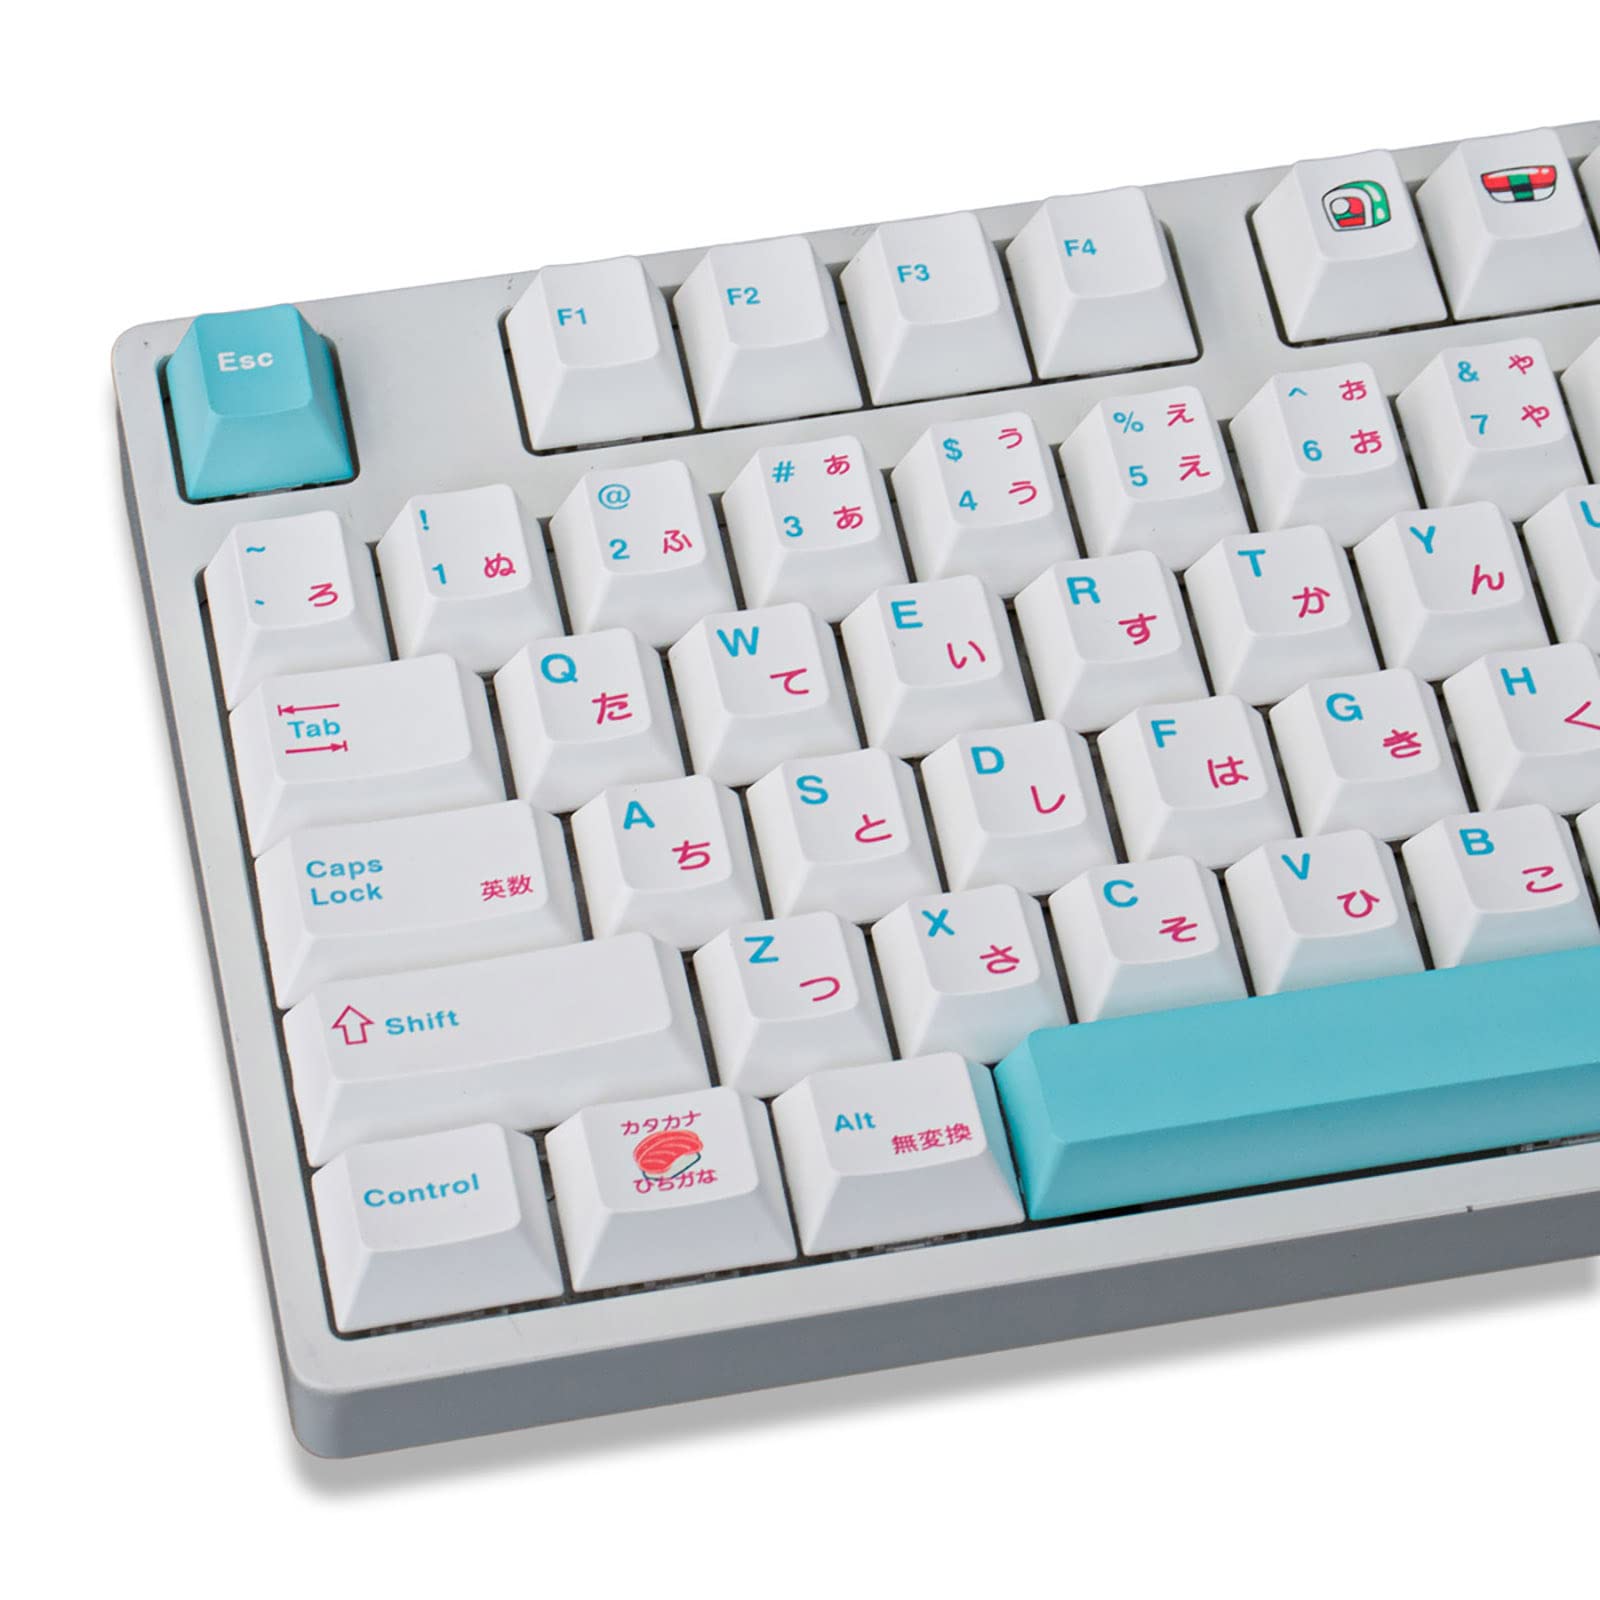 Esc F1 F2 F3 F4
~ ` ろ
! 1 ぬ
@ 2 ふ
# あ 3 あ
$ う 4 う
% え 5 え
^ お 6 お
& や 7 や
Tab
Q た
W て
E い
R す
T か
Y ん
U
Caps
Lock 英数
A ち
S と
D し
F は
G き
H く
Shift
Z つ
X さ
C そ
V ひ
B こ
Control
カタカナ
ひらがな
Alt 無変換